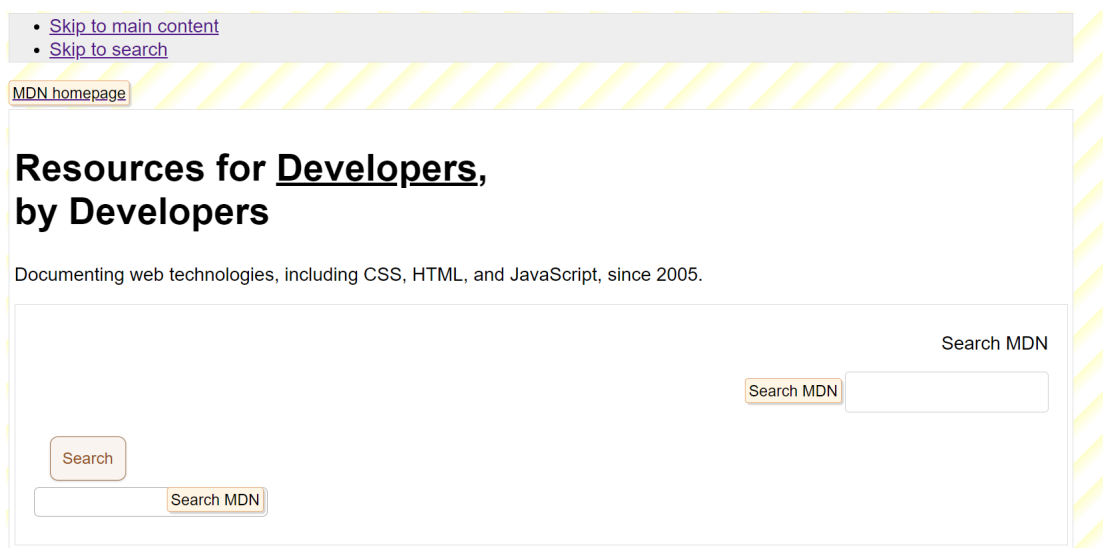 Skip to main content
Skip to search
MDN homepage
Resources for Developers,
by Developers
Documenting web technologies, including CSS, HTML, and JavaScript, since 2005.
Search MDN
Search MDN
Search
Search MDN